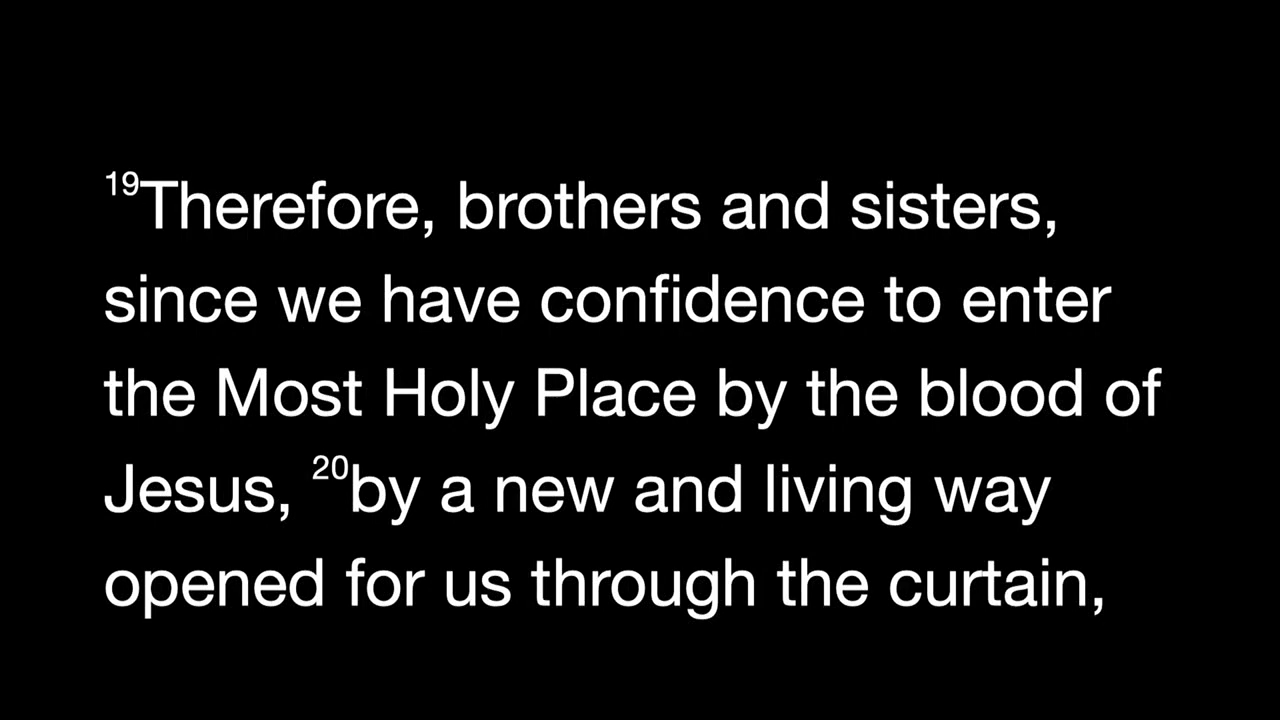 19Therefore, brothers and sisters,
since we have confidence to enter
the Most Holy Place by the blood of
Jesus, 20by a new and living way
opened for us through the curtain,